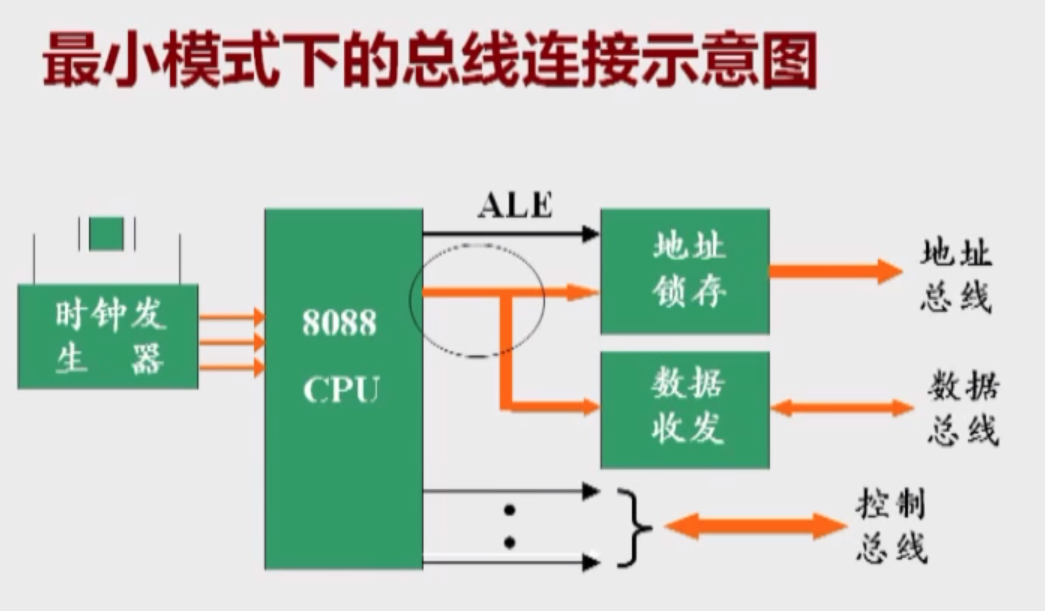 最小模式下的总线连接示意图
ALE
时钟发
生 器
8088
CPU
地址
锁存
地址
总线
数据
收发
数据
总线
控制
总线